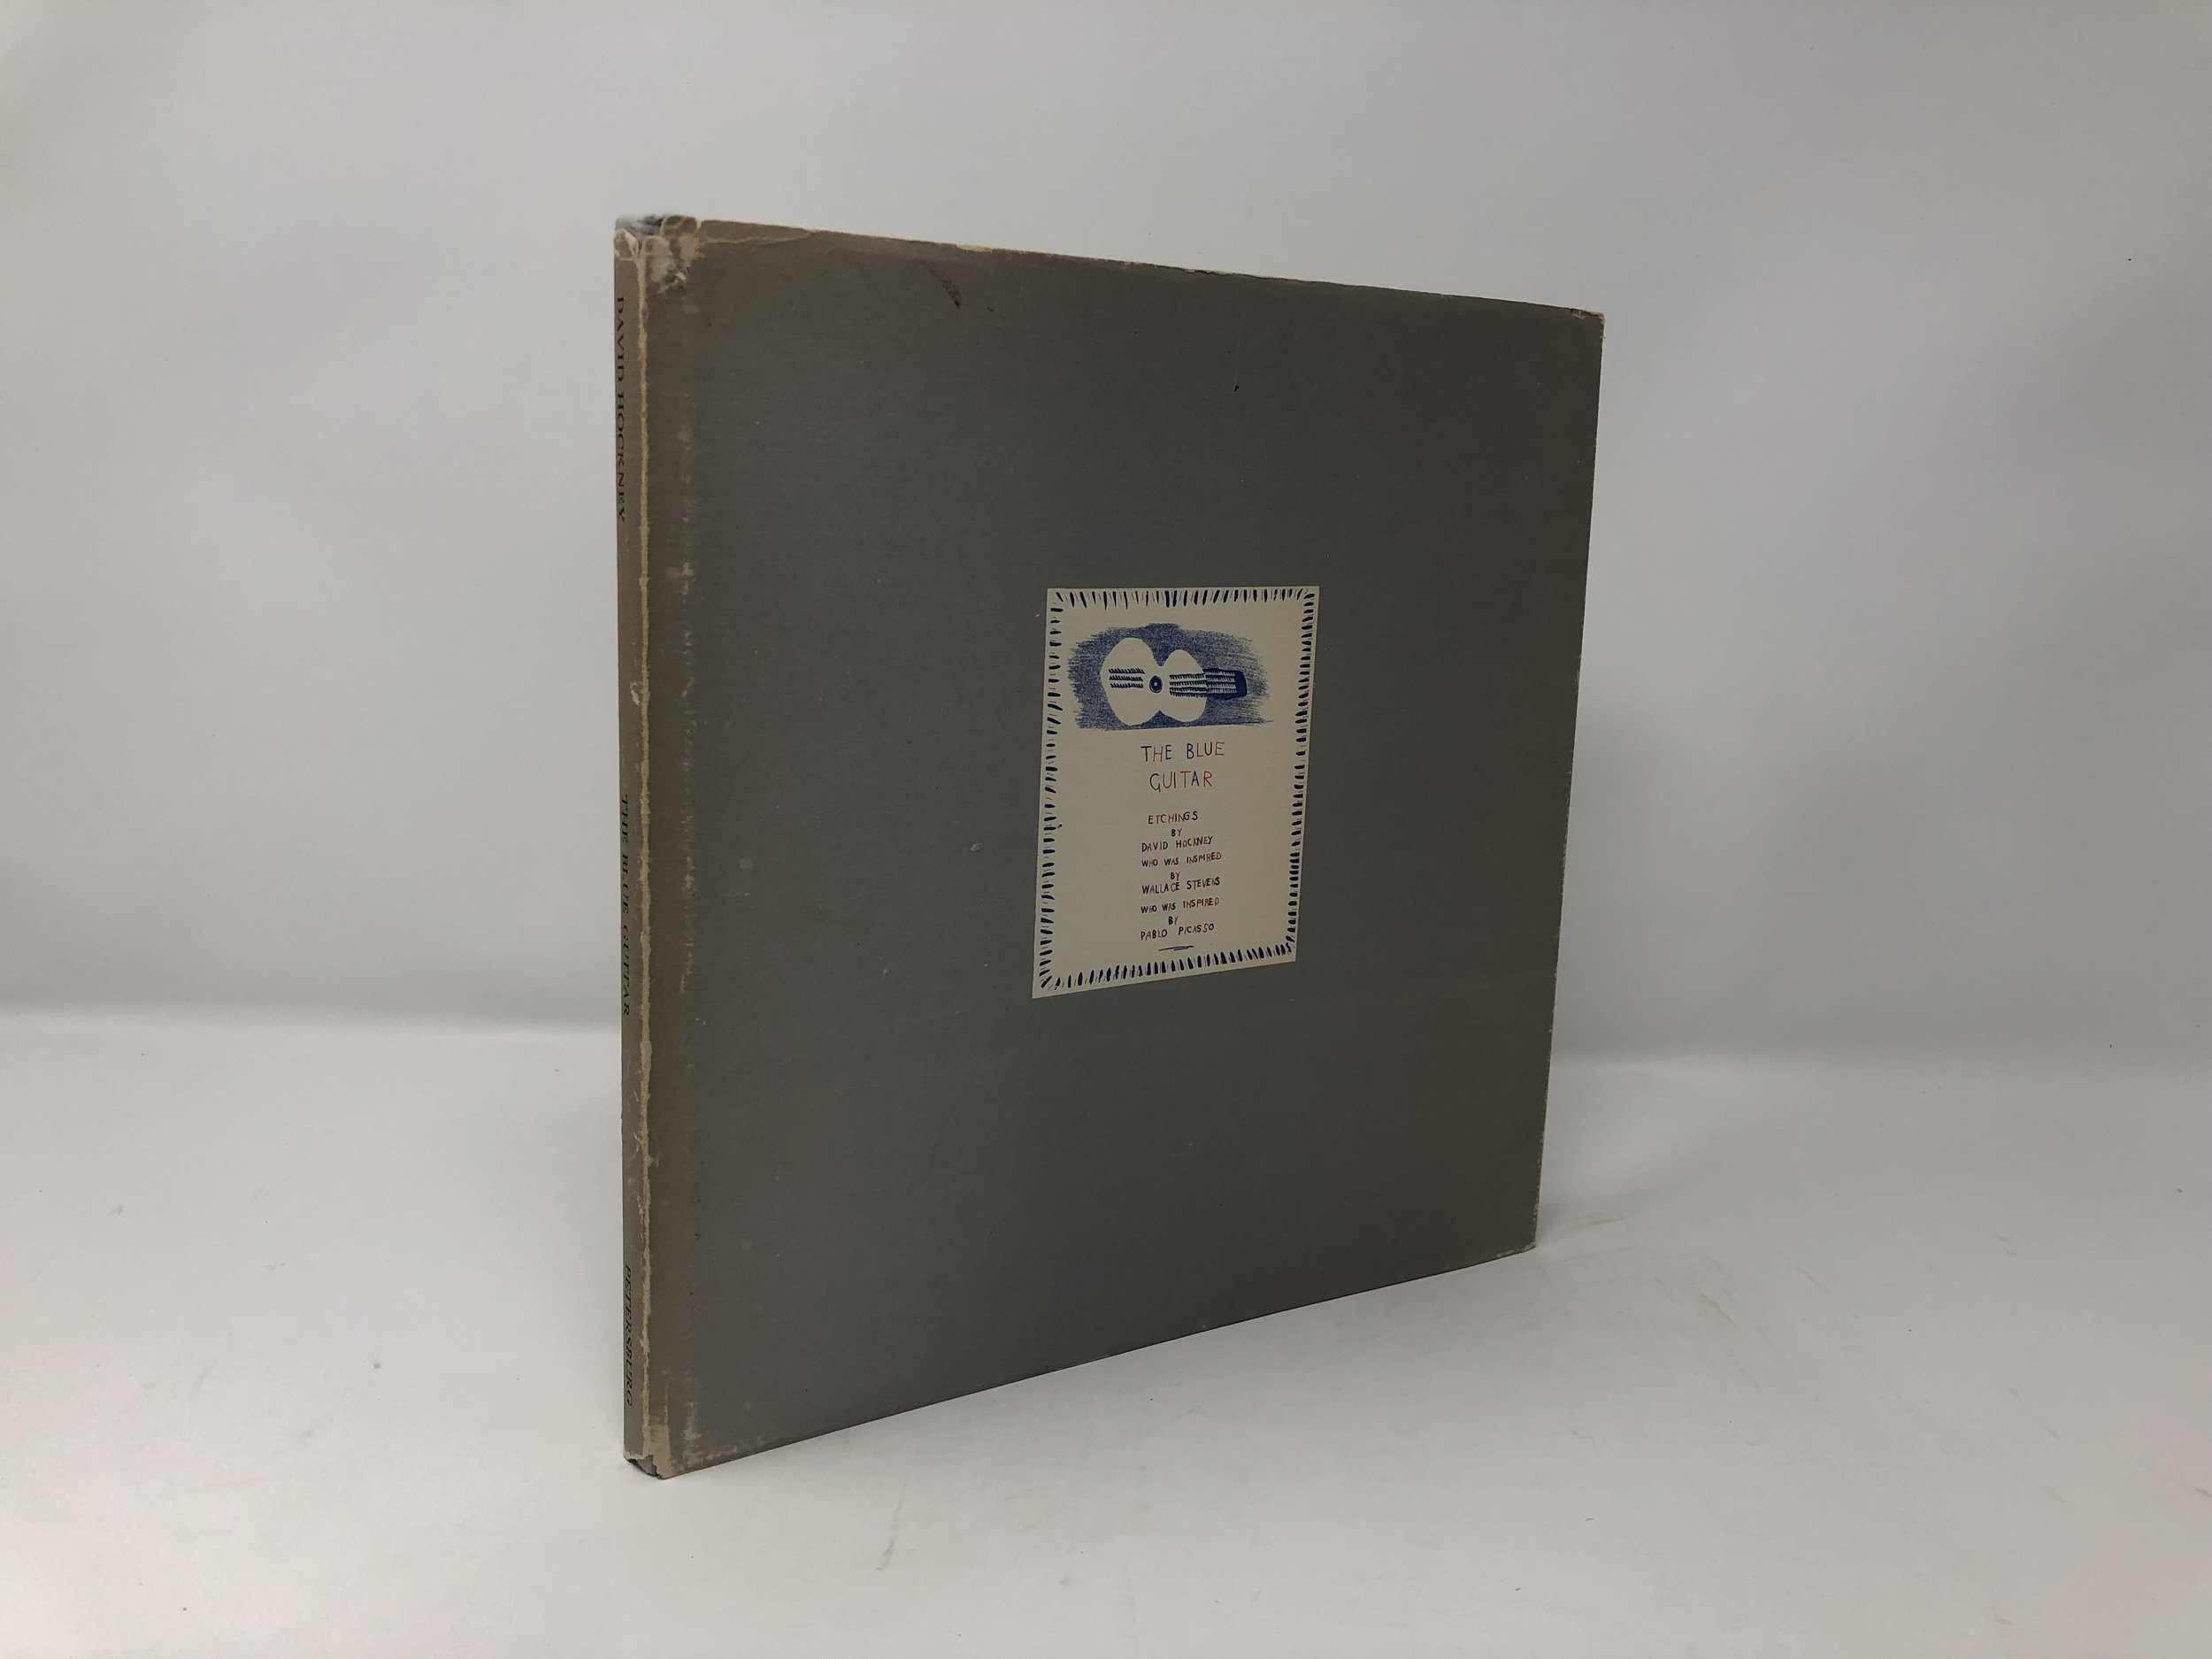 DAVID HOCKNEY
THE BLUE GUITAR
PETERSBURG
THE BLUE
GUITAR
ETCHINGS
BY
DAVID HOCKNEY
WHO WAS INSPIRED
BY
WALLACE STEVENS
WHO WAS INSPIRED
BY
PABLO PICASSO